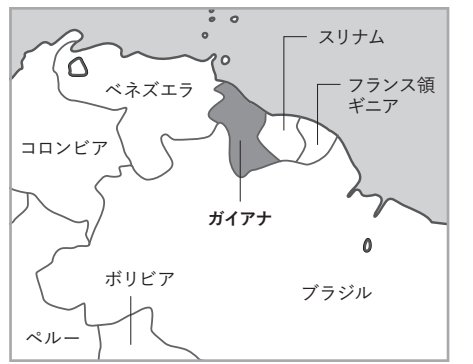 スリナム
フランス領
ギニア
ベネズエラ
コロンビア
ガイアナ
ボリビア
ブラジル
ペルー